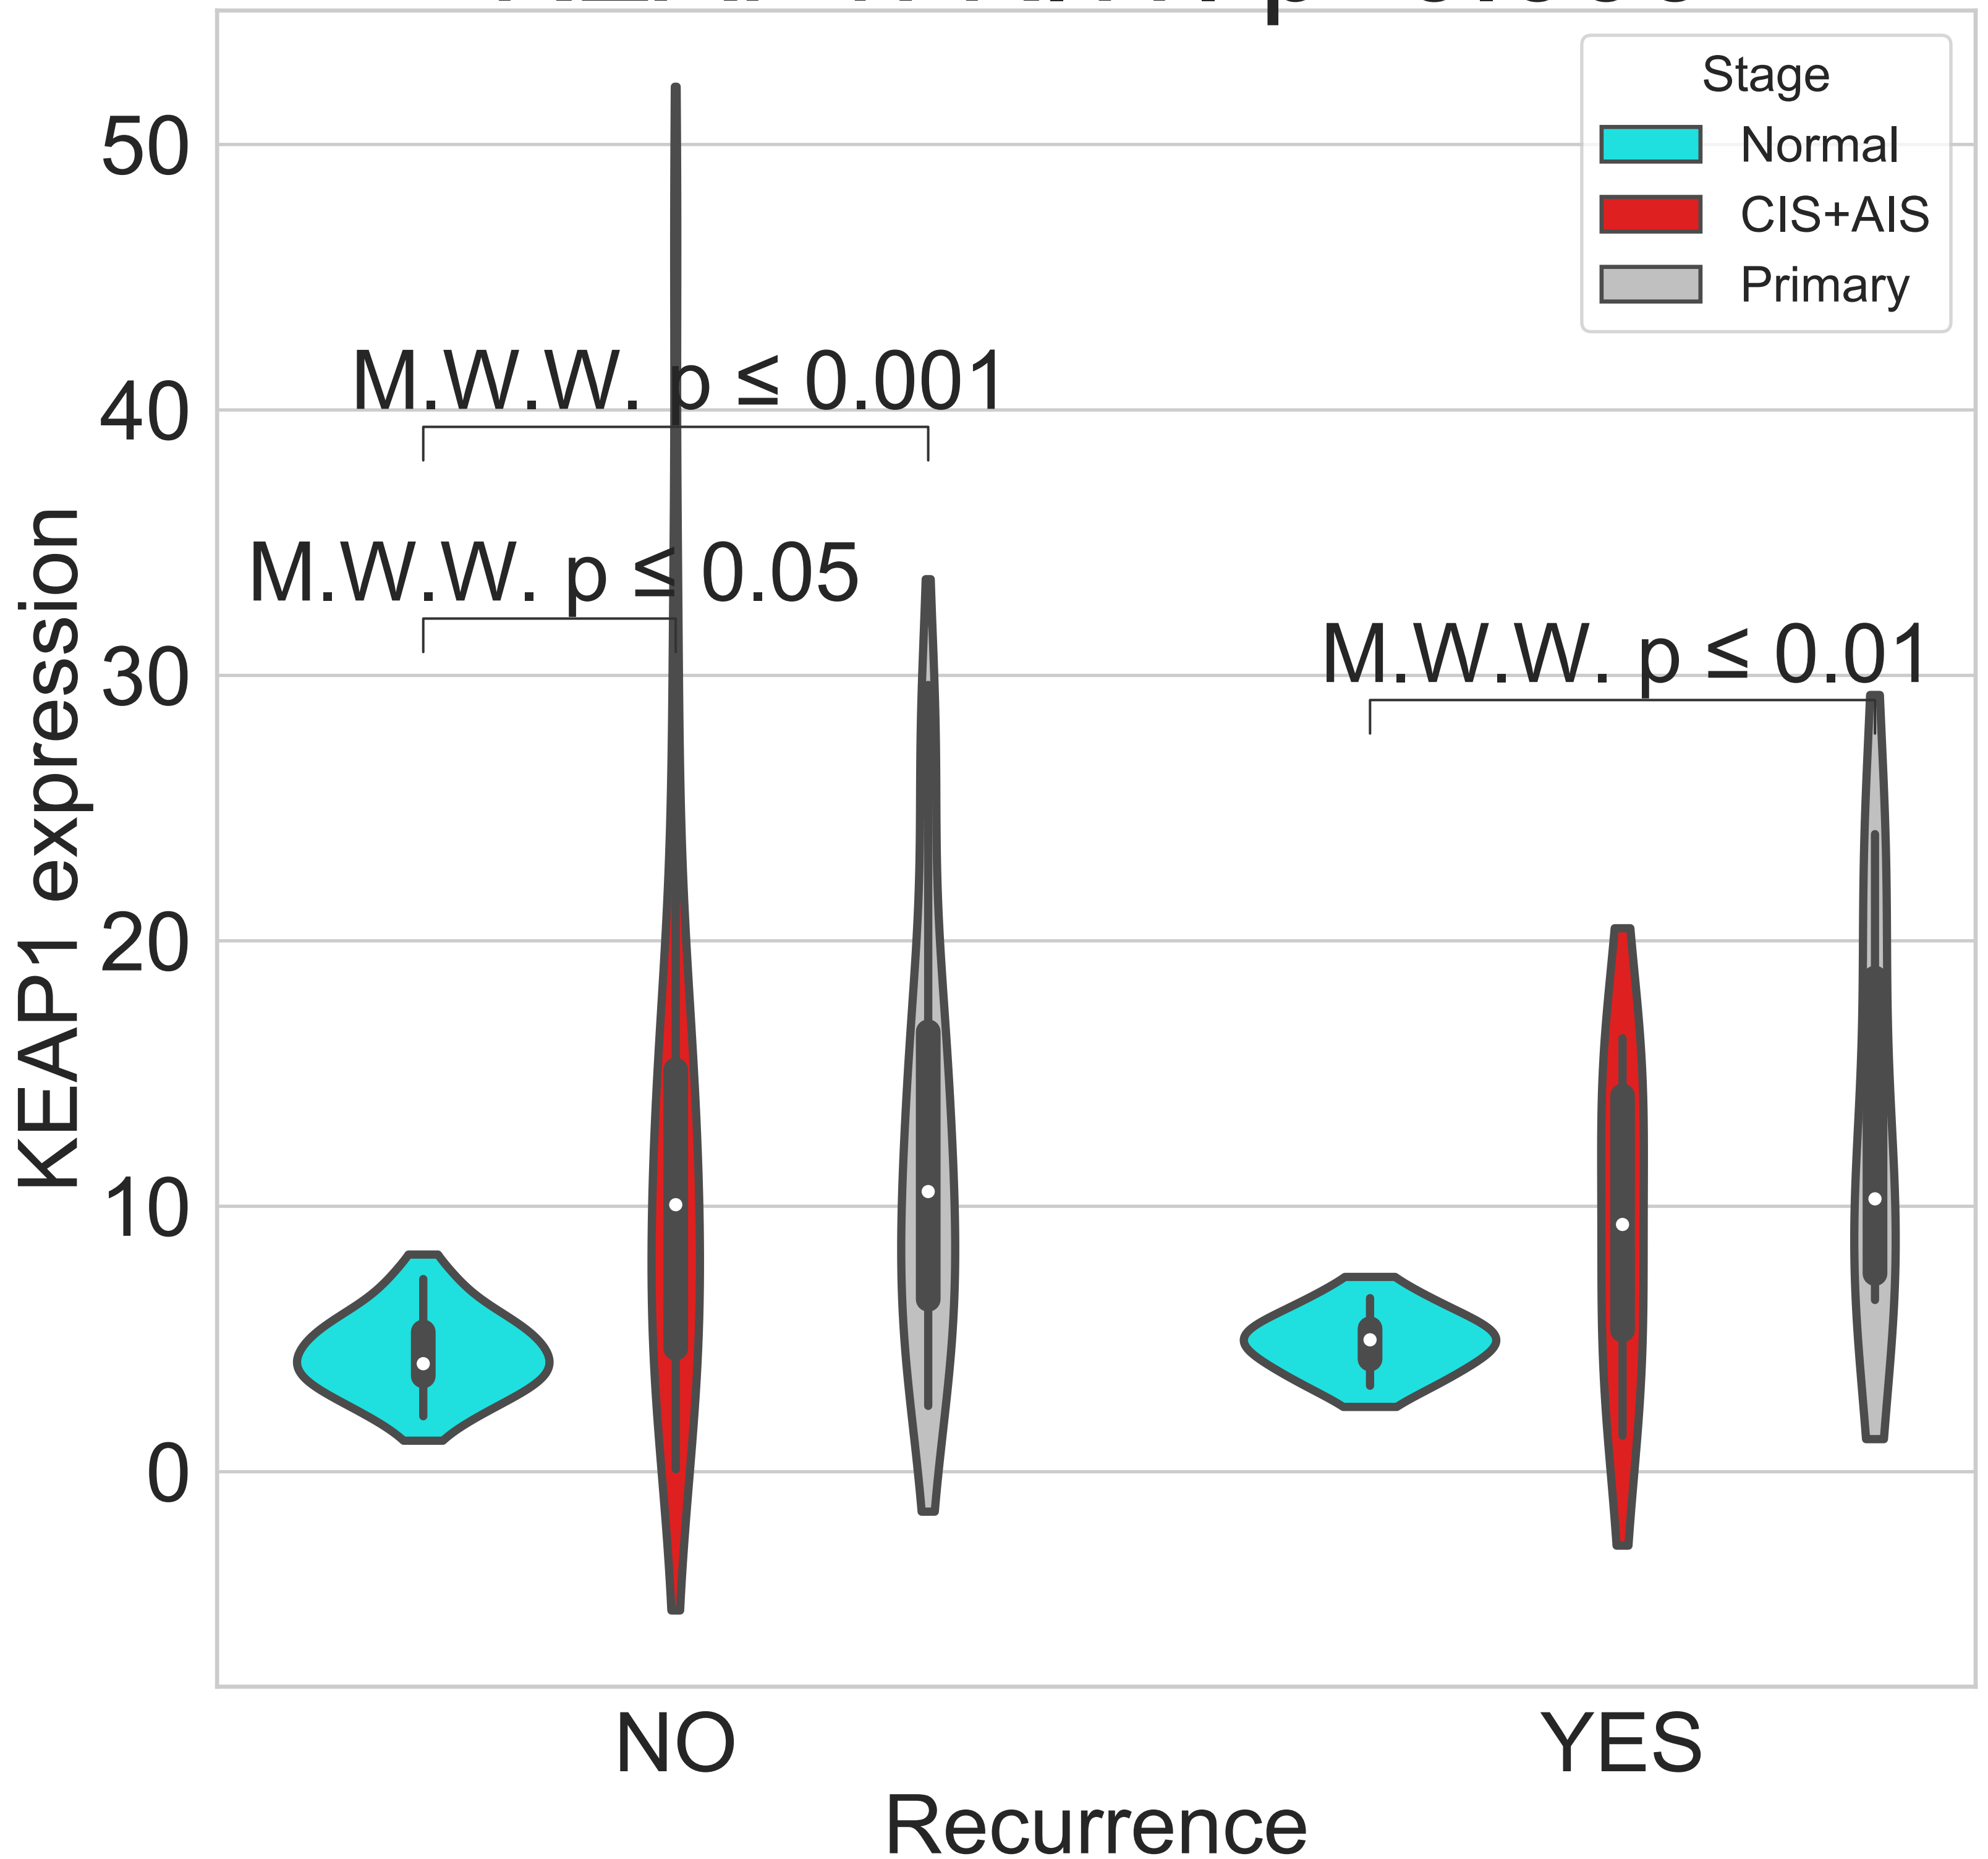 Stage
Normal
CIS+AIS
Primary
50
40
30
20
10
0
KEAP1 expression
M.W.W. p ≤ 0.001
M.W.W. p ≤ 0.05
M.W.W. p ≤ 0.01
NO
YES
Recurrence